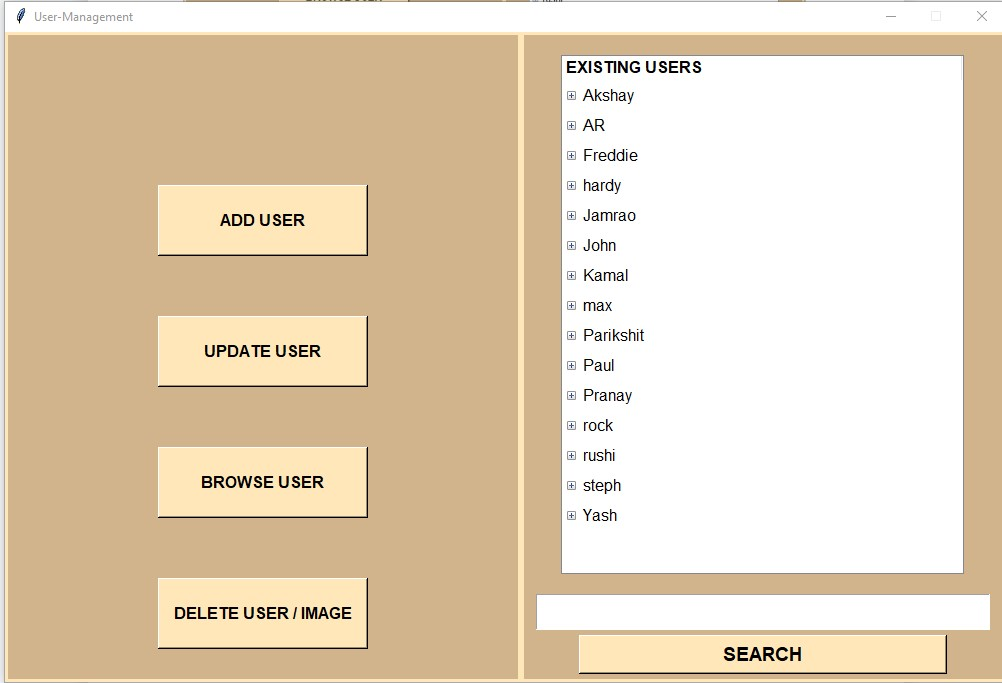 User-Management
ADD USER
UPDATE USER
BROWSE USER
DELETE USER / IMAGE
EXISTING USERS
Akshay
AR
Freddie
hardy
Jamrao
John
Kamal
max
Parikshit
Paul
Pranay
rock
rushi
steph
Yash
SEARCH